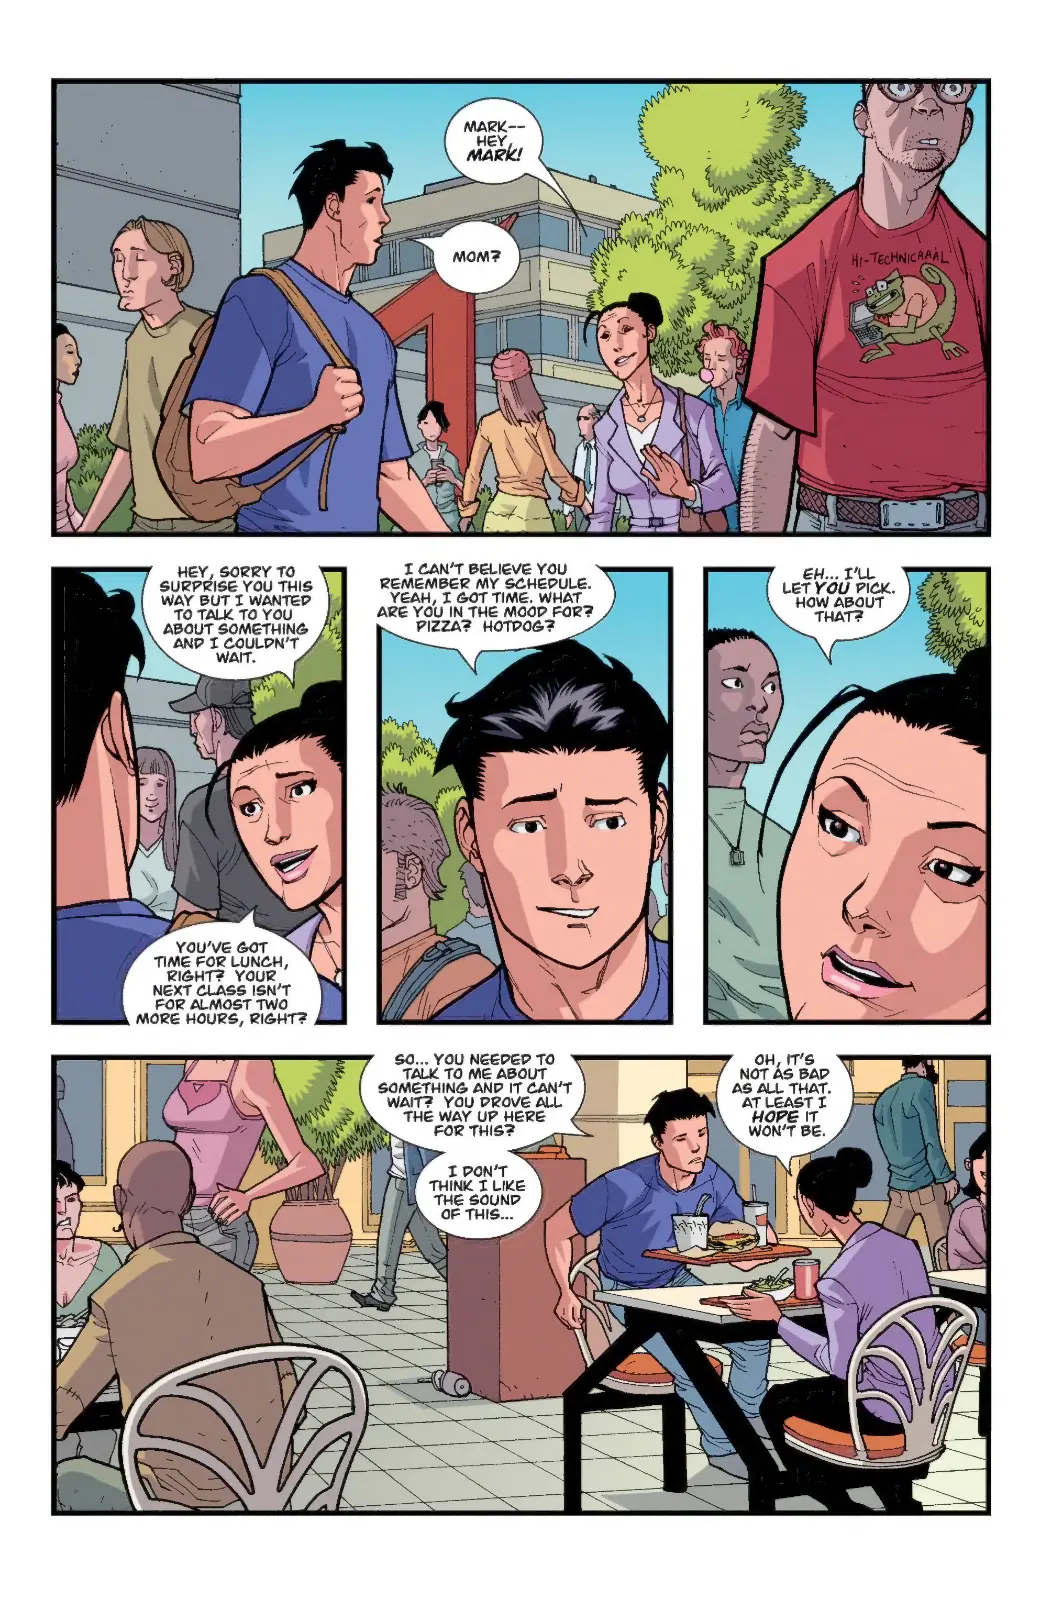 MARK--
HEY,
MARK!
MOM?
HI-TECHNICAAAL
HEY, SORRY TO
SURPRISE YOU THIS
WAY BUT I WANTED
TO TALK TO YOU
ABOUT SOMETHING
AND I COULDN'T
WAIT.
YOU'VE GOT
TIME FOR LUNCH,
RIGHT? YOUR
NEXT CLASS ISN'T
FOR ALMOST TWO
MORE HOURS, RIGHT?
I CAN'T BELIEVE YOU
REMEMBER MY SCHEDULE.
YEAH, I GOT TIME. WHAT
ARE YOU IN THE MOOD FOR?
PIZZA? HOTDOG?
EH... I'LL
LET YOU PICK.
HOW ABOUT
THAT?
SO... YOU NEEDED TO
TALK TO ME ABOUT
SOMETHING AND IT CAN'T
WAIT? YOU DROVE ALL
THE WAY UP HERE
FOR THIS?
I DON'T
THINK I LIKE
THE SOUND
OF THIS...
OH, IT'S
NOT AS BAD
AS ALL THAT.
AT LEAST I
HOPE IT
WON'T BE.